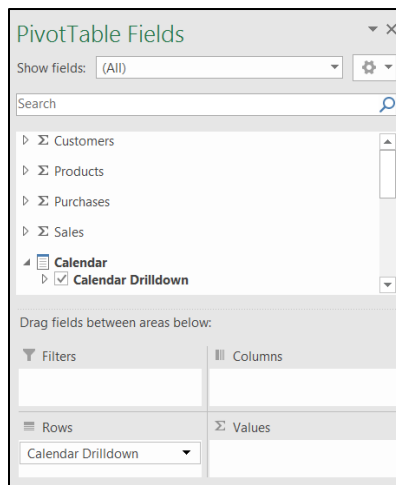 PivotTable Fields
Show fields: (All)
Search
Σ Customers
Σ Products
Σ Purchases
Σ Sales
Calendar
Calendar Drilldown
Drag fields between areas below:
Filters
Columns
Rows
Σ Values
Calendar Drilldown